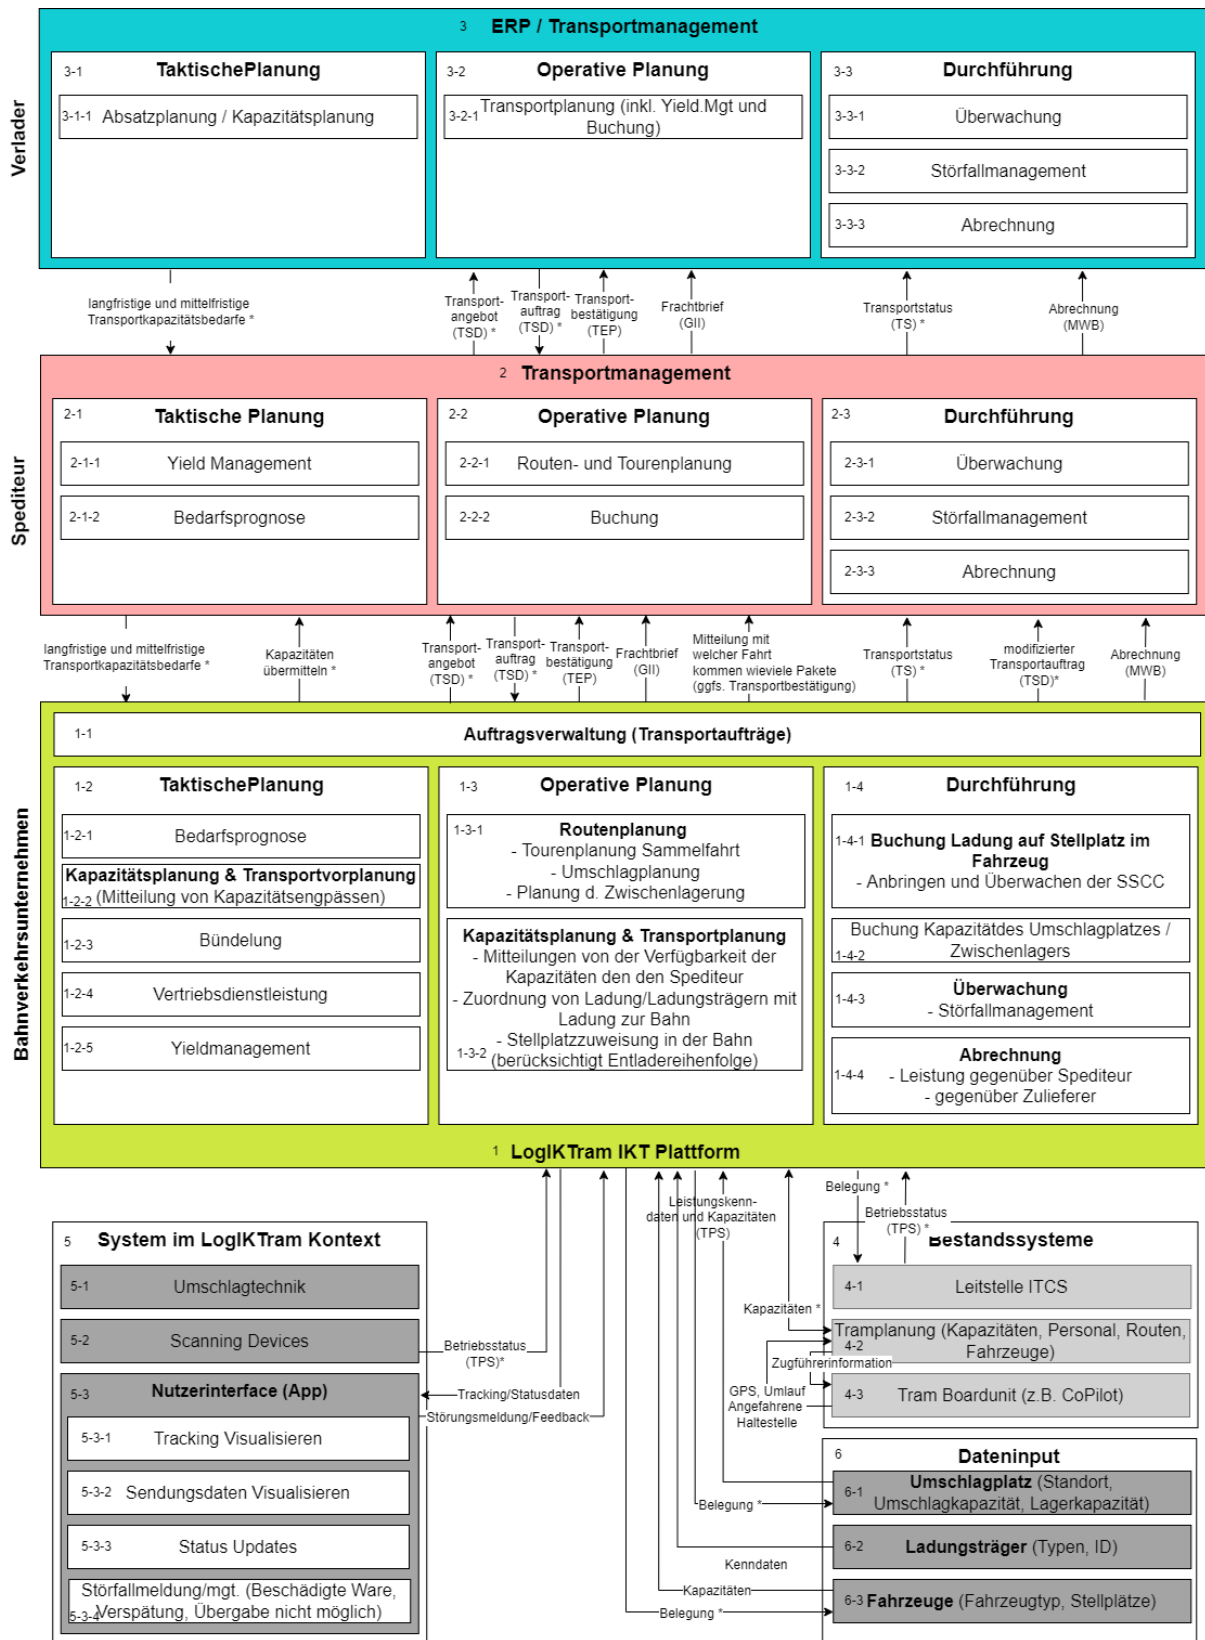 Verlader
3 ERP / Transportmanagement
3-1 TaktischePlanung
3-1-1 Absatzplanung / Kapazitätsplanung
3-2 Operative Planung
3-2-1 Transportplanung (inkl. Yield.Mgt und
Buchung)
3-3 Durchführung
3-3-1 Überwachung
3-3-2 Störfallmanagement
3-3-3 Abrechnung
langfristige und mittelfristige
Transportkapazitätsbedarfe *
Transport-
angebot
(TSD) *
Transport-
auftrag
(TSD) *
Transport-
bestätigung
(TEP)
Frachtbrief
(GII)
Transportstatus
(TS) *
Abrechnung
(MWB)
Spediteur
2 Transportmanagement
2-1 Taktische Planung
2-1-1 Yield Management
2-1-2 Bedarfsprognose
2-2 Operative Planung
2-2-1 Routen- und Tourenplanung
2-2-2 Buchung
2-3 Durchführung
2-3-1 Überwachung
2-3-2 Störfallmanagement
2-3-3 Abrechnung
langfristige und mittelfristige
Transportkapazitätsbedarfe *
Kapazitäten
übermitteln *
Transport-
angebot
(TSD) *
Transport-
auftrag
(TSD) *
Transport-
bestätigung
(TEP)
Frachtbrief
(GII)
Mitteilung mit
welcher Fahrt
kommen wieviele Pakete
(ggfs. Transportbestätigung)
Transportstatus
(TS) *
modifizierter
Transportauftrag
(TSD)*
Abrechnung
(MWB)
Bahnverkehrsunternehmen
1-1 Auftragsverwaltung (Transportaufträge)
1-2 TaktischePlanung
1-2-1 Bedarfsprognose
Kapazitätsplanung & Transportvorplanung
1-2-2 (Mitteilung von Kapazitätsengpässen)
1-2-3 Bündelung
1-2-4 Vertriebsdienstleistung
1-2-5 Yieldmanagement
1-3 Operative Planung
1-3-1 Routenplanung
- Tourenplanung Sammelfahrt
- Umschlagplanung
- Planung d. Zwischenlagerung
Kapazitätsplanung & Transportplanung
- Mitteilungen von der Verfügbarkeit der
Kapazitäten den den Spediteur
- Zuordnung von Ladung/Ladungsträgern mit
Ladung zur Bahn
- Stellplatzzuweisung in der Bahn
1-3-2 (berücksichtigt Entladereihenfolge)
1-4 Durchführung
1-4-1 Buchung Ladung auf Stellplatz im
Fahrzeug
- Anbringen und Überwachen der SSCC
Buchung Kapazitätdes Umschlagplatzes /
1-4-2 Zwischenlagers
1-4-3 Überwachung
- Störfallmanagement
Abrechnung
1-4-4 - Leistung gegenüber Spediteur
- gegenüber Zulieferer
1 LogIKTram IKT Plattform
Leistungskenn-
daten und Kapazitäten
(TPS)
Belegung *
Betriebsstatus
(TPS) *
5 System im LogIKTram Kontext
5-1 Umschlagtechnik
5-2 Scanning Devices
5-3 Nutzerinterface (App)
5-3-1 Tracking Visualisieren
5-3-2 Sendungsdaten Visualisieren
5-3-3 Status Updates
Störfallmeldung/mgt. (Beschädigte Ware,
5-3-4 Verspätung, Übergabe nicht möglich)
Betriebsstatus
(TPS)*
Tracking/Statusdaten
Störungsmeldung/Feedback
4 Bestandssysteme
4-1 Leitstelle ITCS
Kapazitäten *
Tramplanung (Kapazitäten, Personal, Routen,
4-2 Fahrzeuge)
Zugführerinformation
4-3 Tram Boardunit (z.B. CoPilot)
GPS, Umlauf
Angefahrene
Haltestelle
6 Dateninput
6-1 Umschlagplatz (Standort,
Umschlagkapazität, Lagerkapazität)
Belegung *
6-2 Ladungsträger (Typen, ID)
Kenndaten
Kapazitäten
6-3 Fahrzeuge (Fahrzeugtyp, Stellplätze)
Belegung *